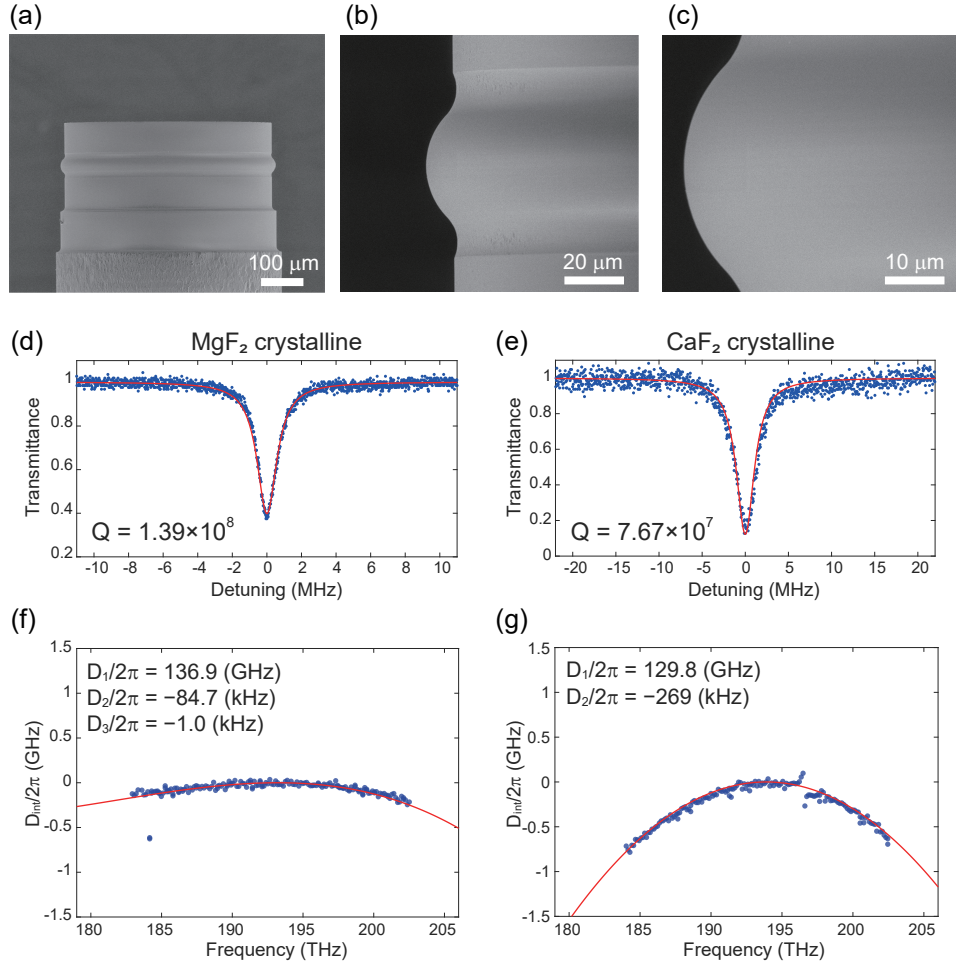 (a)
(b)
(c)
100 μm
20 μm
10 μm
(d)
MgF₂ crystalline
1
0.8
0.6
0.4
0.2
Transmittance
Q = 1.39×10⁸
-10 -8 -6 -4 -2 0 2 4 6 8 10
Detuning (MHz)
(e)
CaF₂ crystalline
1
0.8
0.6
0.4
0.2
0
Transmittance
Q = 7.67×10⁷
-20 -15 -10 -5 0 5 10 15 20
Detuning (MHz)
(f)
1.5
1
0.5
0
-0.5
-1
-1.5
D_int/2π (GHz)
D₁/2π = 136.9 (GHz)
D₂/2π = −84.7 (kHz)
D₃/2π = −1.0 (kHz)
180 185 190 195 200 205
Frequency (THz)
(g)
1.5
1
0.5
0
-0.5
-1
-1.5
D_int/2π (GHz)
D₁/2π = 129.8 (GHz)
D₂/2π = −269 (kHz)
180 185 190 195 200 205
Frequency (THz)